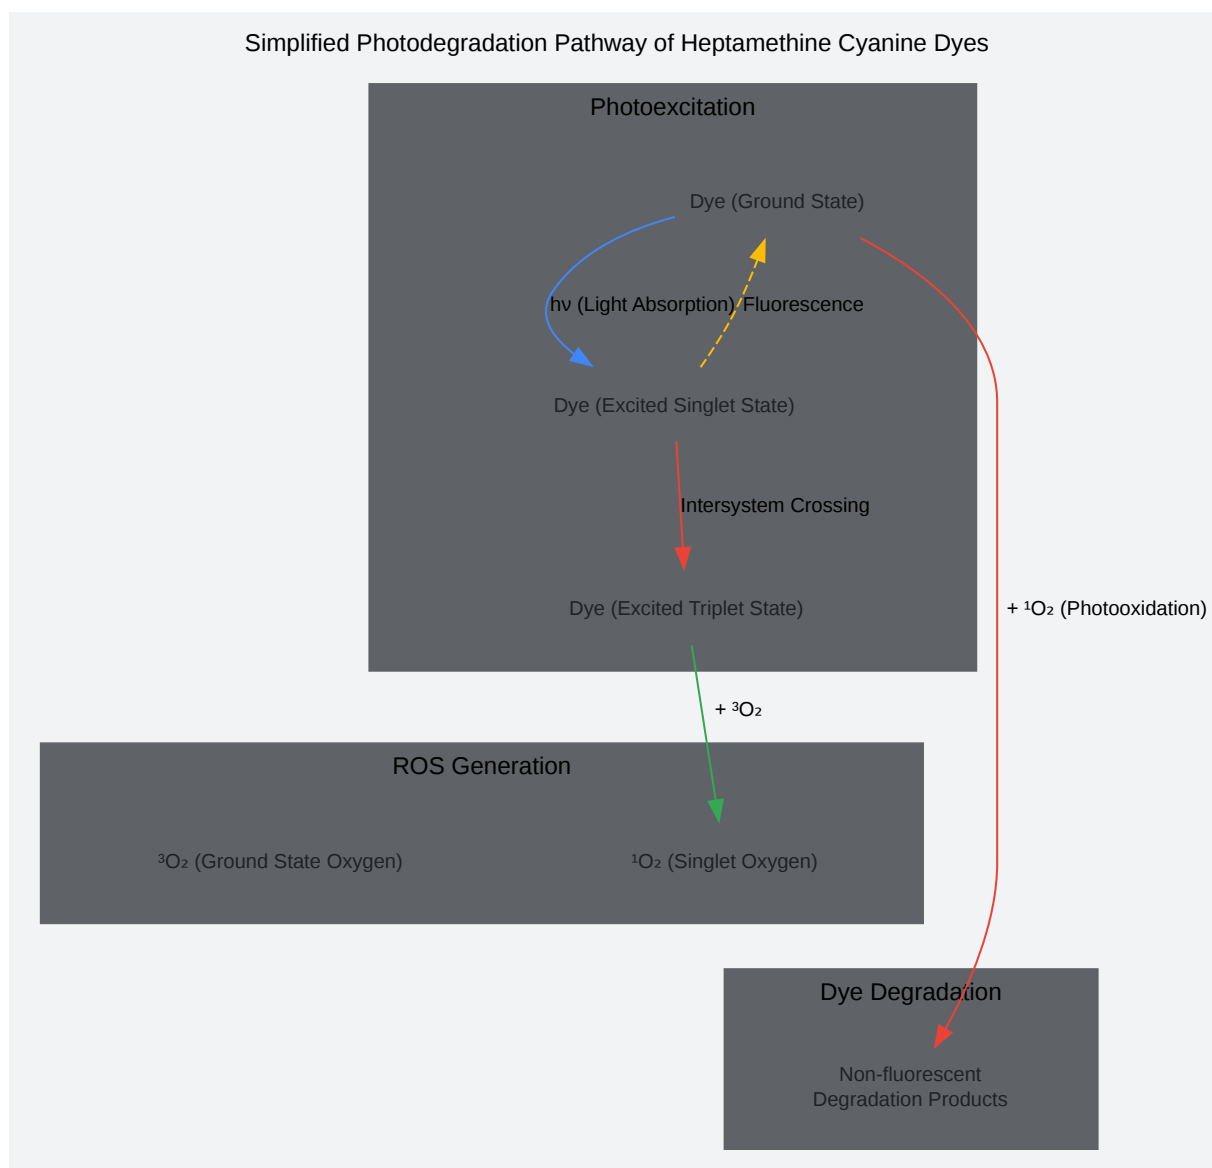 Simplified Photodegradation Pathway of Heptamethine Cyanine Dyes
Photoexcitation
Dye (Ground State)
hν (Light Absorption)
Fluorescence
Dye (Excited Singlet State)
Intersystem Crossing
Dye (Excited Triplet State)
+ ¹O₂ (Photooxidation)
+ ³O₂
ROS Generation
³O₂ (Ground State Oxygen)
¹O₂ (Singlet Oxygen)
Dye Degradation
Non-fluorescent
Degradation Products